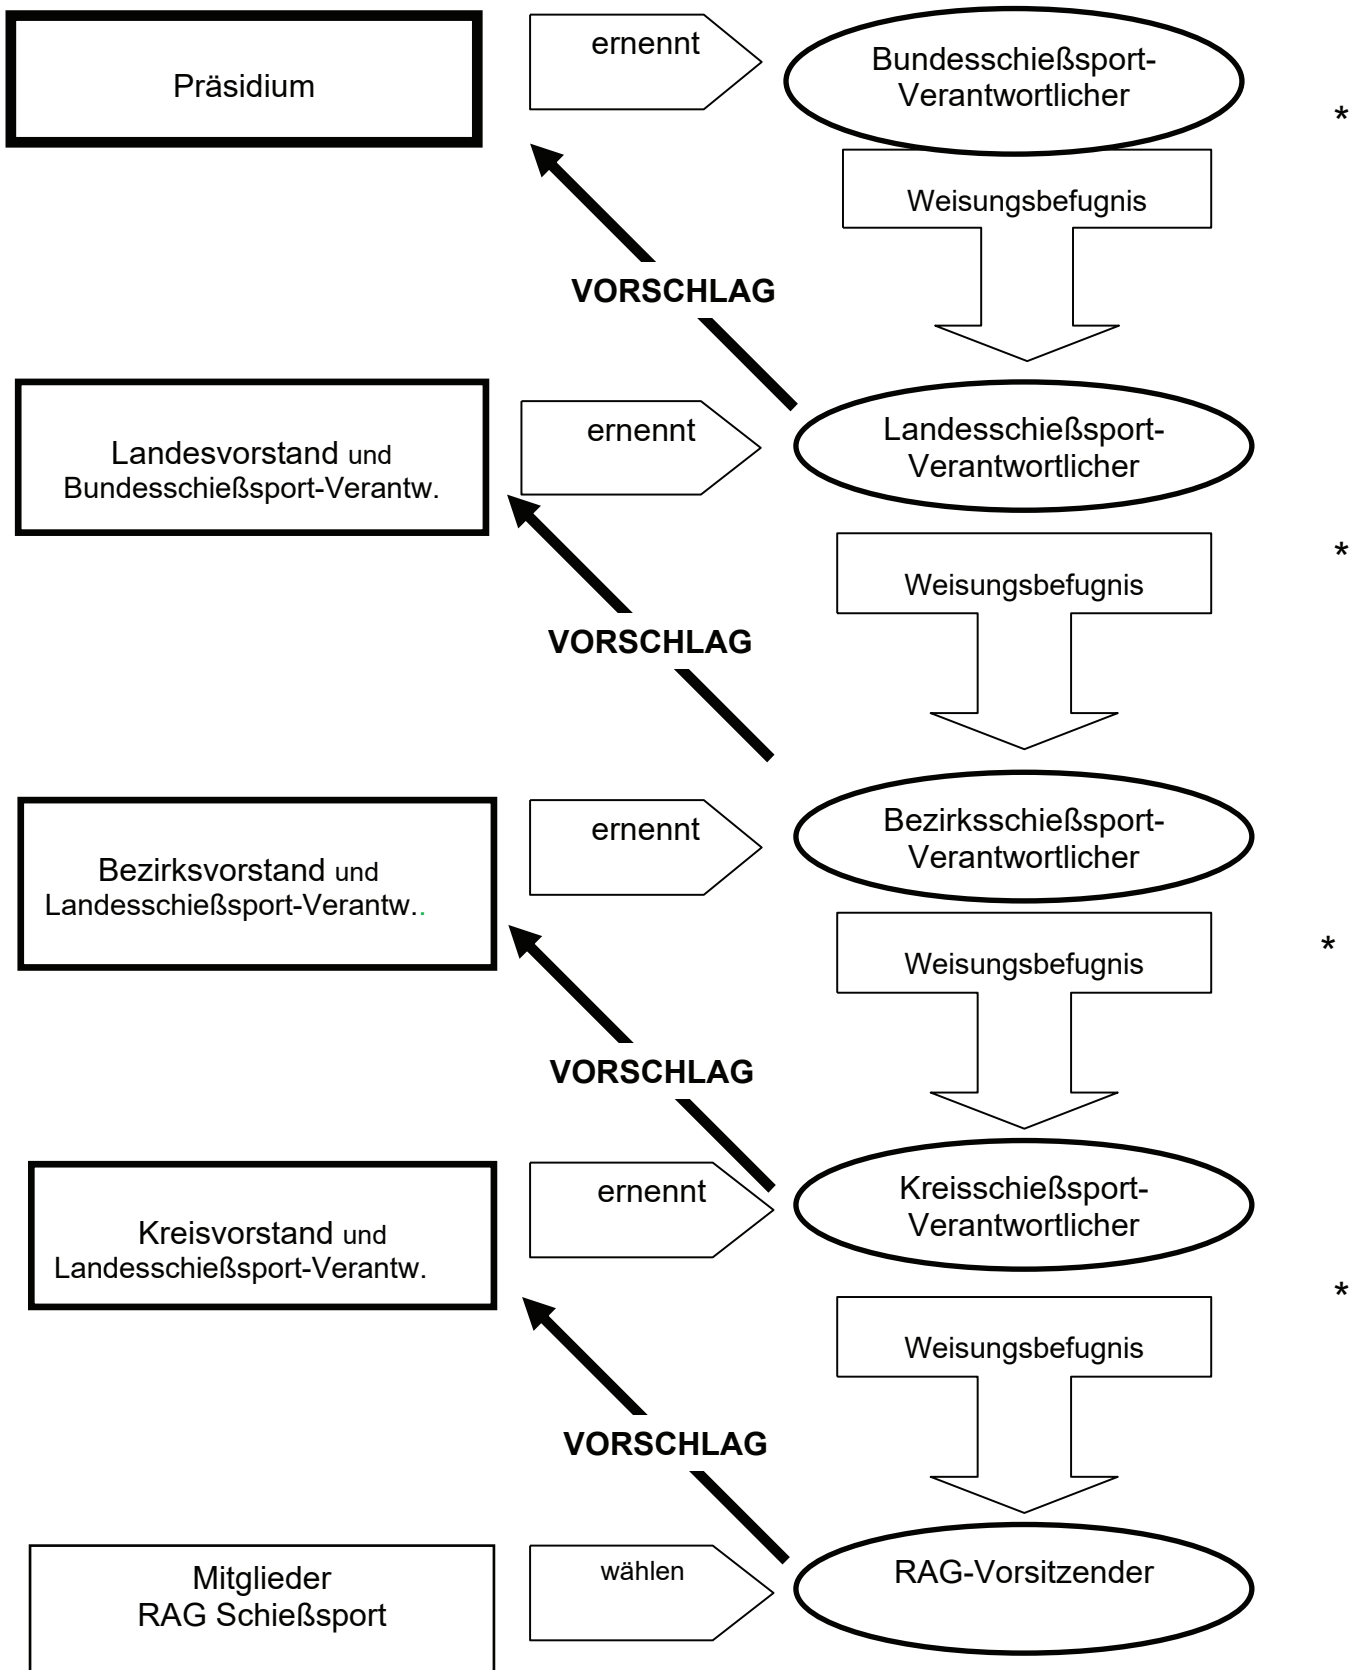 Präsidium
ernennt
Bundesschießsport-
Verantwortlicher
*
Weisungsbefugnis
VORSCHLAG
Landesvorstand und
Bundesschießsport-Verantw.
ernennt
Landesschießsport-
Verantwortlicher
*
Weisungsbefugnis
VORSCHLAG
Bezirksvorstand und
Landesschießsport-Verantw..
ernennt
Bezirksschießsport-
Verantwortlicher
*
Weisungsbefugnis
VORSCHLAG
Kreisvorstand und
Landesschießsport-Verantw.
ernennt
Kreisschießsport-
Verantwortlicher
*
Weisungsbefugnis
VORSCHLAG
Mitglieder
RAG Schießsport
wählen
RAG-Vorsitzender